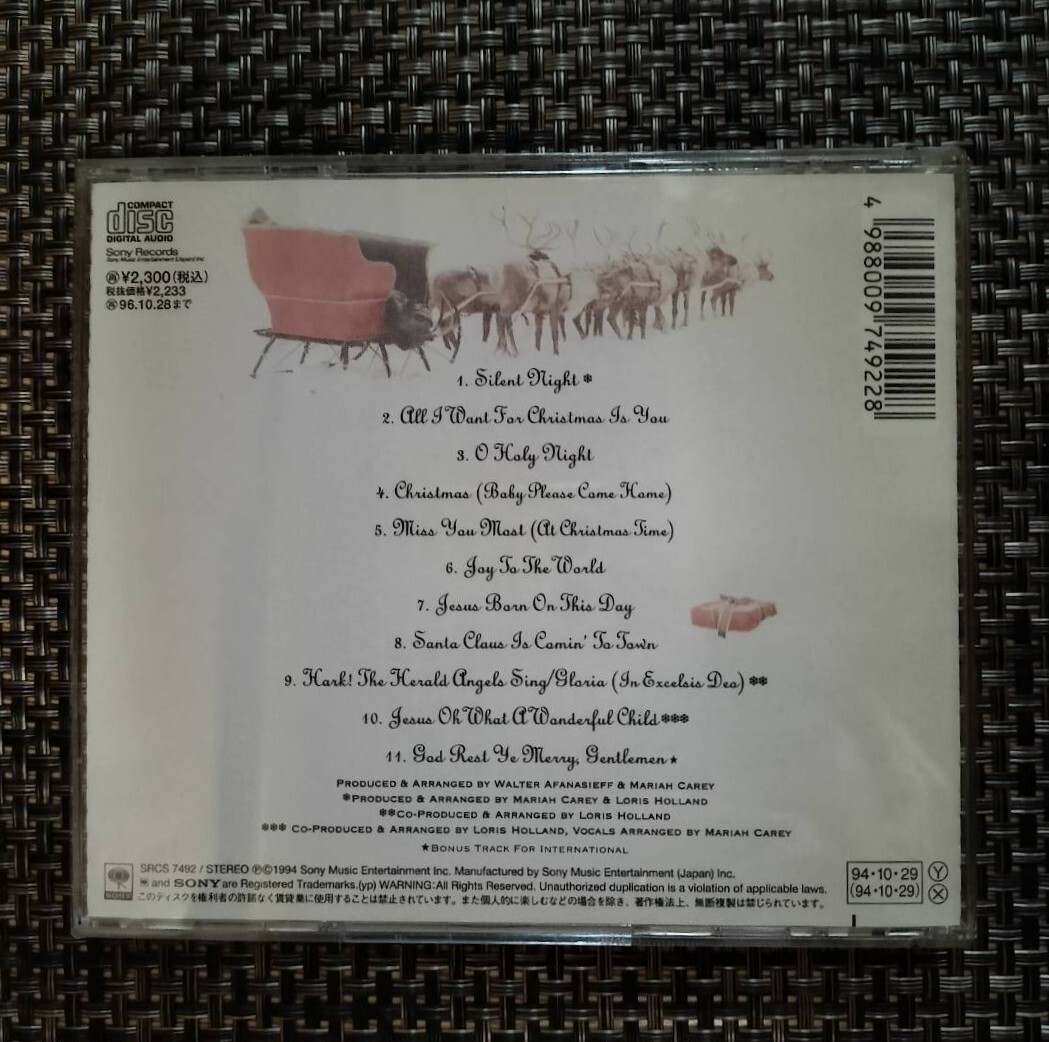 COMPACT
disc
DIGITAL AUDIO
Sony Records
Sony Music Entertainment (Japan) Inc.
¥2,300(税込)
税抜価格¥2,233
96.10.28まで
4 988009 749228
1. Silent Night ❄
2. All I Want For Christmas Is You
3. O Holy Night
4. Christmas (Baby Please Come Home)
5. Miss You Most (At Christmas Time)
6. Joy To The World
7. Jesus Born On This Day
8. Santa Claus Is Comin' To Town
9. Hark! The Herald Angels Sing/Gloria (In Excelsis Deo) ❄❄
10. Jesus Oh What A Wonderful Child ❄❄❄
11. God Rest Ye Merry, Gentlemen ★
PRODUCED & ARRANGED BY WALTER AFANASIEFF & MARIAH CAREY
❄PRODUCED & ARRANGED BY MARIAH CAREY & LORIS HOLLAND
❄❄CO-PRODUCED & ARRANGED BY LORIS HOLLAND
❄❄❄ CO-PRODUCED & ARRANGED BY LORIS HOLLAND, VOCALS ARRANGED BY MARIAH CAREY
★BONUS TRACK FOR INTERNATIONAL
SRCS 7492 / STEREO ℗©1994 Sony Music Entertainment Inc. Manufactured by Sony Music Entertainment (Japan) Inc.
and SONY are Registered Trademarks.(yp) WARNING:All Rights Reserved. Unauthorized duplication is a violation of applicable laws.
このディスクを権利者の許諾なく賃貸業に使用することは禁止されています。また個人的に楽しむなどの場合を除き、著作権法上、無断複製は禁じられています。
94・10・29 Ⓨ
(94・10・29) Ⓧ